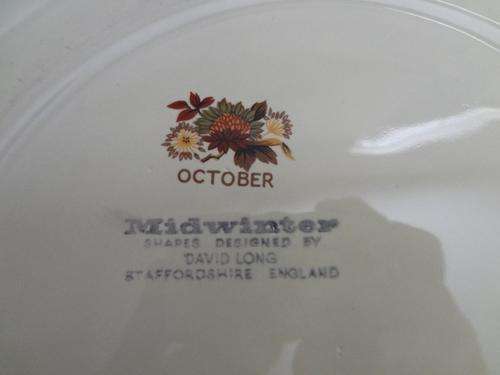 OCTOBER
Midwinter
SHAPES DESIGNED BY
DAVID LONG
STAFFORDSHIRE ENGLAND